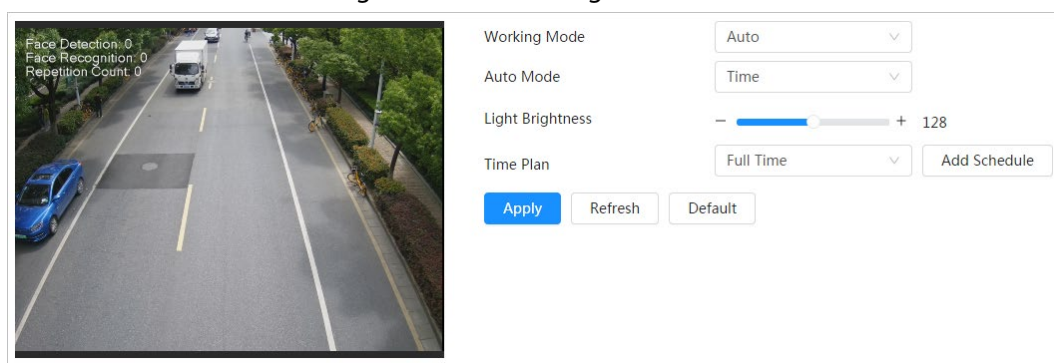 Face Detection: 0
Face Recognition: 0
Repetition Count: 0
Working Mode
Auto
Auto Mode
Time
Light Brightness
− + 128
Time Plan
Full Time
Add Schedule
Apply
Refresh
Default